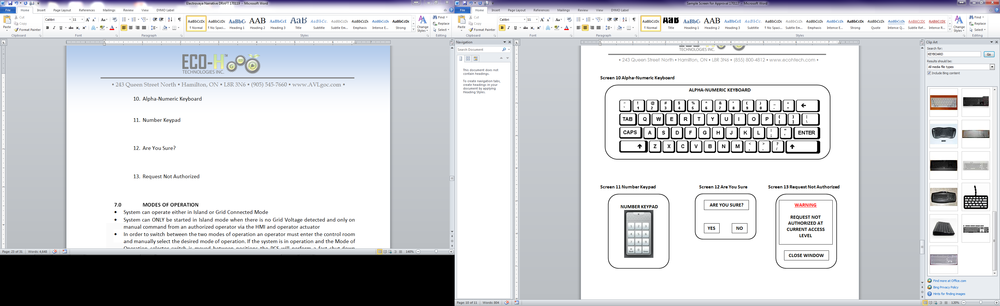 Electrovaya Narrative DRAFT 170119 - Microsoft Word
File Home Insert Page Layout References Mailings Review View DYMO Label
Paste
Cut
Copy
Format Painter
Clipboard
Calibri 11
Font
Paragraph
AaBbCcDc AaBbCcDc AaBbC AAB AaBbCcI AaB AaBbCc. AaBbCcDc AaBbCcDc AaBbCcDc AaBbCcDc
¶ Normal ¶ No Spaci... Heading 1 Heading 2 Heading 3 Title Subtitle Subtle Em... Emphasis Intense E... Strong
Change Styles
Styles
Find
Replace
Select
Editing
ECO-H™
TECHNOLOGIES INC.
• 243 Queen Street North • Hamilton, ON • L8R 3N6 • (905) 545-7660 • www.AVLgoc.com •
10. Alpha-Numeric Keyboard
11. Number Keypad
12. Are You Sure?
13. Request Not Authorized
7.0 MODES OF OPERATION
• System can operate either in Island or Grid Connected Mode
• System can ONLY be started in Island mode when there is no Grid Voltage detected and only on
manual command from an authorized operator via the HMI and operator actuator
• In order to switch between the two modes of operation an operator must enter the control room
and manually select the desired mode of operation. If the system is in operation and the Mode of
Operation selector switch is moved between positions the PCS will perform a fast shut down
Page: 23 of 31 Words: 4,648 140%
Sample Screen for Approval 170117 - Microsoft Word
File Home Insert Page Layout References Mailings Review View DYMO Label
Paste
Cut
Copy
Format Painter
Clipboard
Calibri 11
Font
Paragraph
¶ Normal Title Heading 1 Heading 2 Heading 3 Subtitle ¶ No Spaci... Subtle Em... Emphasis Intense E... Strong Quote Intense Q... Subtle Ref... Intense R...
Change Styles
Styles
Find
Replace
Select
Editing
Navigation
Search Document
This document does not
contain headings.
To create navigation tabs,
create headings in your
document by applying
Heading Styles.
TECHNOLOGIES INC.
• 243 Queen Street North • Hamilton, ON • L8R 3N6 • (855) 800-4812 • www.ecohtech.com •
Screen 10 Alpha-Numeric Keyboard
ALPHA-NUMERIC KEYBOARD
~ ! @ # $ % ^ & * ( ) _ +
` 1 2 3 4 5 6 7 8 9 0 - = ←
TAB Q W E R T Y U I O P { [ } ] | \
CAPS A S D F G H J K L : ; “ ‘ ENTER
↑ Z X C V B N M < , > . ? / ↑
Screen 11 Number Keypad Screen 12 Are You Sure Screen 13 Request Not Authorized
NUMBER KEYPAD
1 2 3
4 5 6
7 8 9
Back 0 Enter
ARE YOU SURE?
YES NO
WARNING
REQUEST NOT
AUTHORIZED AT
CURRENT ACCESS
LEVEL
CLOSE WINDOW
Page: 10 of 11 Words: 804 120%
Clip Art
Search for:
KEYBOARD Go
Results should be:
All media file types
Include Bing content
Find more at Office.com
Bing Privacy Policy
Hints for finding images